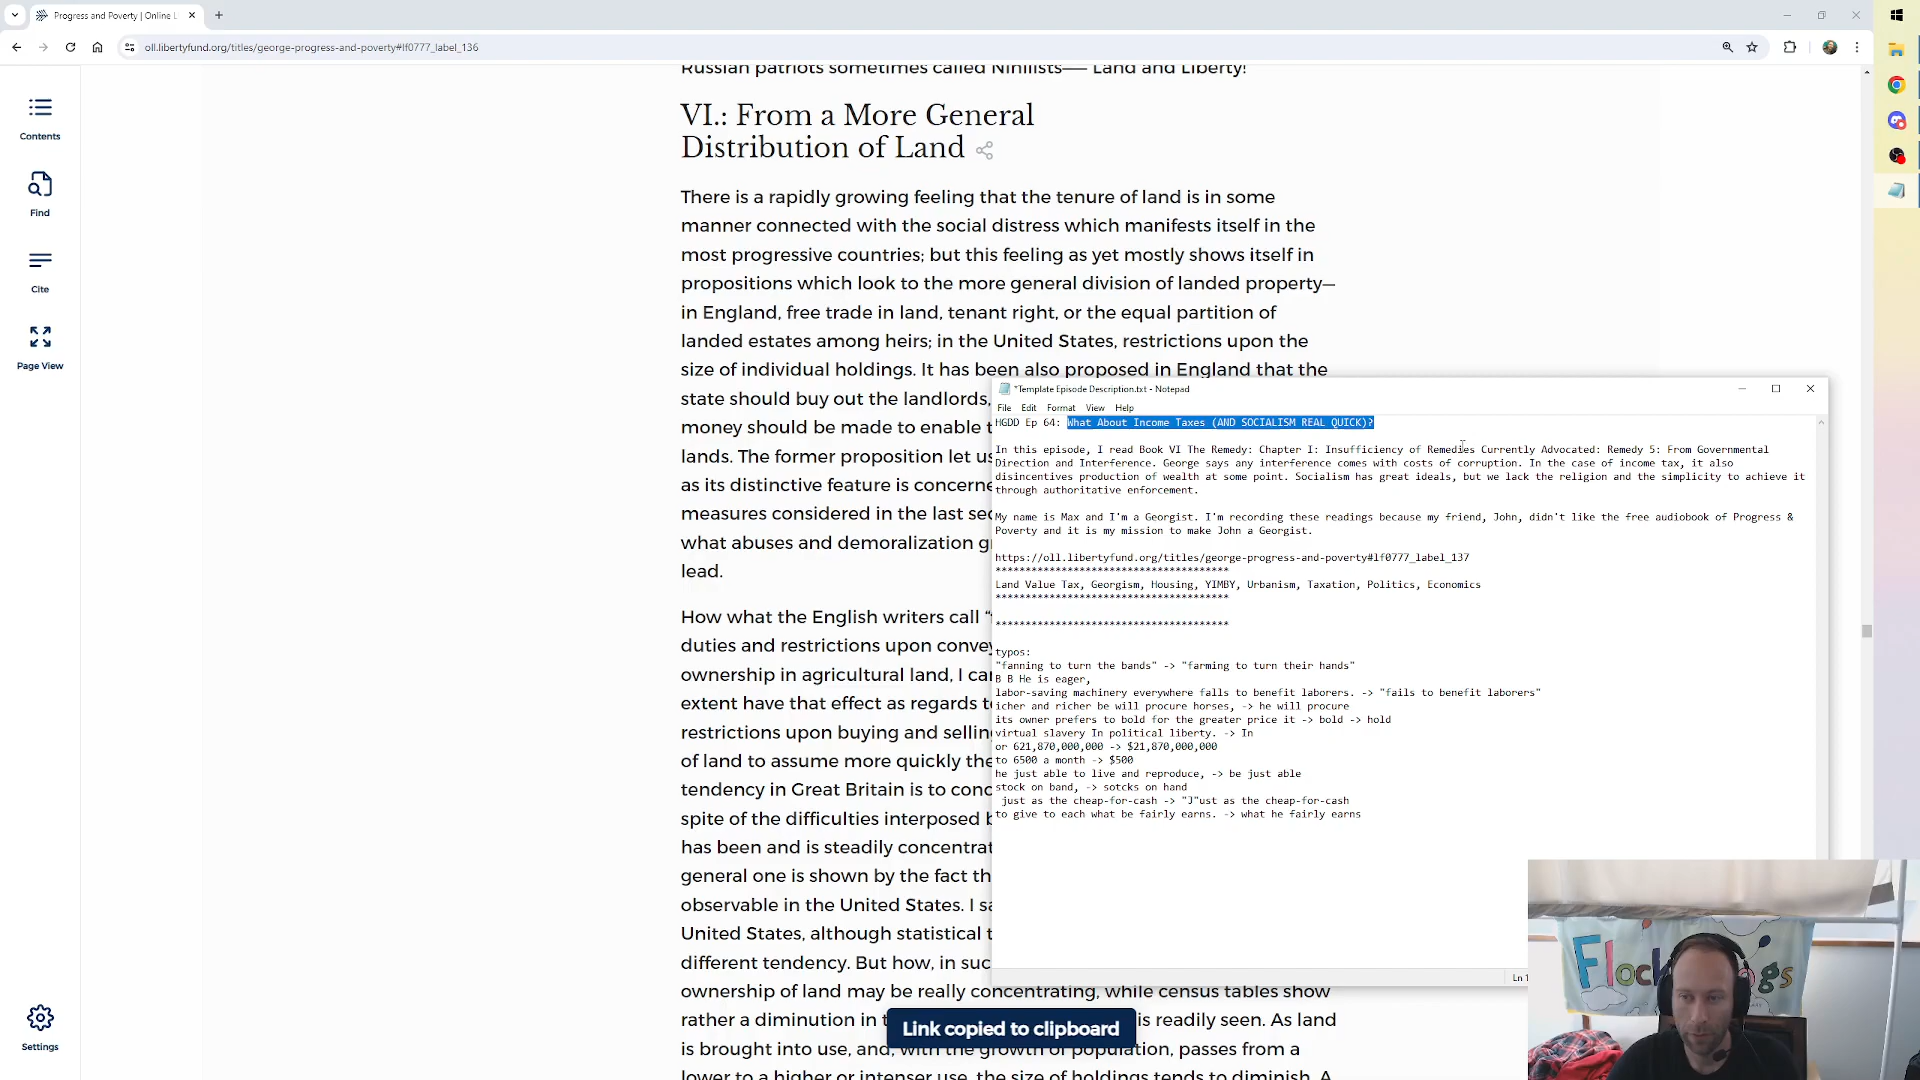 Progress and Poverty | Online L
oll.libertyfund.org/titles/george-progress-and-poverty#lf0777_label_136
Contents
Find
Cite
Page View
Settings
Russian patriots sometimes called Nihilists—— Land and Liberty!
VI.: From a More General
Distribution of Land
There is a rapidly growing feeling that the tenure of land is in some
manner connected with the social distress which manifests itself in the
most progressive countries; but this feeling as yet mostly shows itself in
propositions which look to the more general division of landed property—
in England, free trade in land, tenant right, or the equal partition of
landed estates among heirs; in the United States, restrictions upon the
size of individual holdings. It has been also proposed in England that the
state should buy out the landlords,
money should be made to enable t
lands. The former proposition let us
as its distinctive feature is concerne
measures considered in the last sec
what abuses and demoralization g
lead.
How what the English writers call “
duties and restrictions upon convey
ownership in agricultural land, I can
extent have that effect as regards t
restrictions upon buying and selling
of land to assume more quickly the
tendency in Great Britain is to conc
spite of the difficulties interposed b
has been and is steadily concentrat
general one is shown by the fact th
observable in the United States. I sa
United States, although statistical t
different tendency. But how, in suc
ownership of land may be really concentrating, while census tables show
rather a diminution in t
is readily seen. As land
is brought into use, and, with the growth of population, passes from a
lower to a higher or intenser use, the size of holdings tends to diminish. A
Link copied to clipboard
*Template Episode Description.txt - Notepad
File Edit Format View Help
HGDD Ep 64: What About Income Taxes (AND SOCIALISM REAL QUICK)?
In this episode, I read Book VI The Remedy: Chapter I: Insufficiency of Remedies Currently Advocated: Remedy 5: From Governmental
Direction and Interference. George says any interference comes with costs of corruption. In the case of income tax, it also
disincentives production of wealth at some point. Socialism has great ideals, but we lack the religion and the simplicity to achieve it
through authoritative enforcement.
My name is Max and I'm a Georgist. I'm recording these readings because my friend, John, didn't like the free audiobook of Progress &
Poverty and it is my mission to make John a Georgist.
https://oll.libertyfund.org/titles/george-progress-and-poverty#lf0777_label_137
***************************************
Land Value Tax, Georgism, Housing, YIMBY, Urbanism, Taxation, Politics, Economics
***************************************
***************************************
typos:
"fanning to turn the bands" -> "farming to turn their hands"
B B He is eager,
labor-saving machinery everywhere falls to benefit laborers. -> "fails to benefit laborers"
icher and richer be will procure horses, -> he will procure
its owner prefers to bold for the greater price it -> bold -> hold
virtual slavery In political liberty. -> In
or 621,870,000,000 -> $21,870,000,000
to 6500 a month -> $500
he just able to live and reproduce, -> be just able
stock on band, -> sotcks on hand
just as the cheap-for-cash -> "J"ust as the cheap-for-cash
to give to each what be fairly earns. -> what he fairly earns
Ln 1